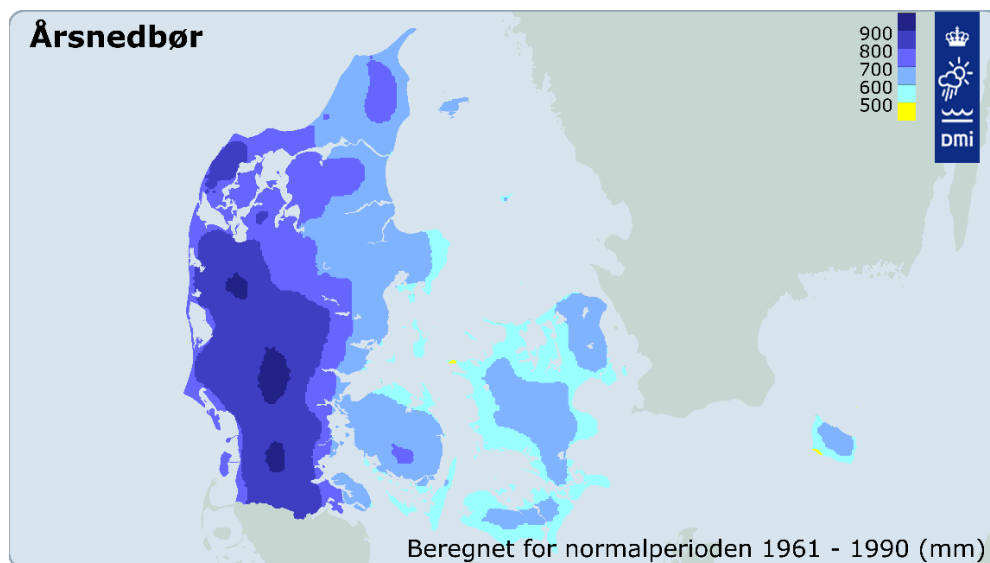 Årsnedbør
900
800
700
600
500
DMI
Beregnet for normalperioden 1961 - 1990 (mm)